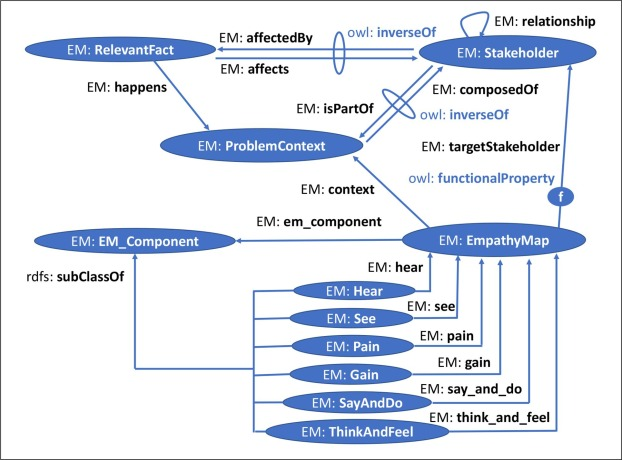 EM: relationship
EM: affectedBy
owl: inverseOf
EM: RelevantFact
EM: Stakeholder
EM: affects
EM: happens
EM: composedOf
EM: isPartOf
owl: inverseOf
EM: ProblemContext
EM: targetStakeholder
owl: functionalProperty
EM: context
f
EM: em_component
EM: EM_Component
EM: EmpathyMap
rdfs: subClassOf
EM: hear
EM: Hear
EM: see
EM: See
EM: pain
EM: Pain
EM: gain
EM: Gain
EM: say_and_do
EM: SayAndDo
EM: think_and_feel
EM: ThinkAndFeel